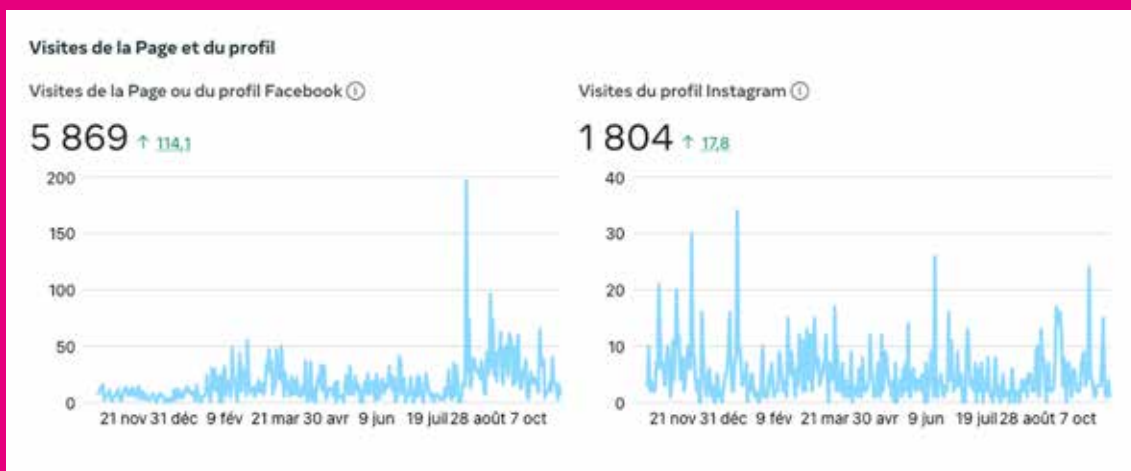 Visites de la Page et du profil
Visites de la Page ou du profil Facebook
5 869 ↑ 114,1
200
150
100
50
0
21 nov 31 déc 9 fév 21 mar 30 avr 9 jun 19 juil 28 août 7 oct
Visites du profil Instagram
1 804 ↑ 17,8
40
30
20
10
0
21 nov 31 déc 9 fév 21 mar 30 avr 9 jun 19 juil 28 août 7 oct